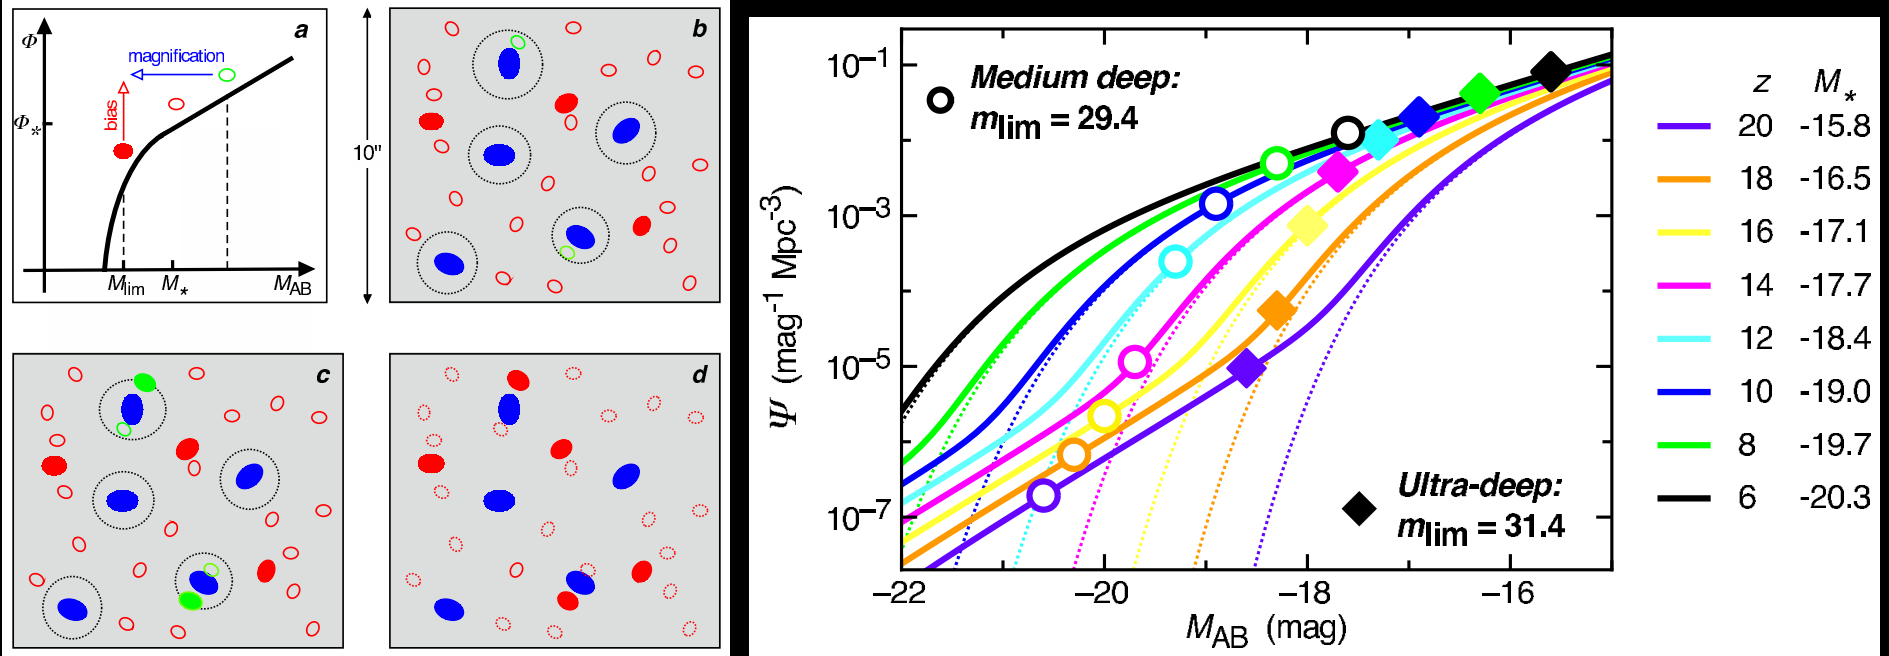 a
Φ
magnification
bias
Φ*
Mlim
M*
MAB
10"
b
c
d
Medium deep:
mlim = 29.4
Ultra-deep:
mlim = 31.4
10⁻¹
10⁻³
10⁻⁵
10⁻⁷
Ψ (mag⁻¹ Mpc⁻³)
−22 −20 −18 −16
MAB (mag)
z M*
20 -15.8
18 -16.5
16 -17.1
14 -17.7
12 -18.4
10 -19.0
8 -19.7
6 -20.3